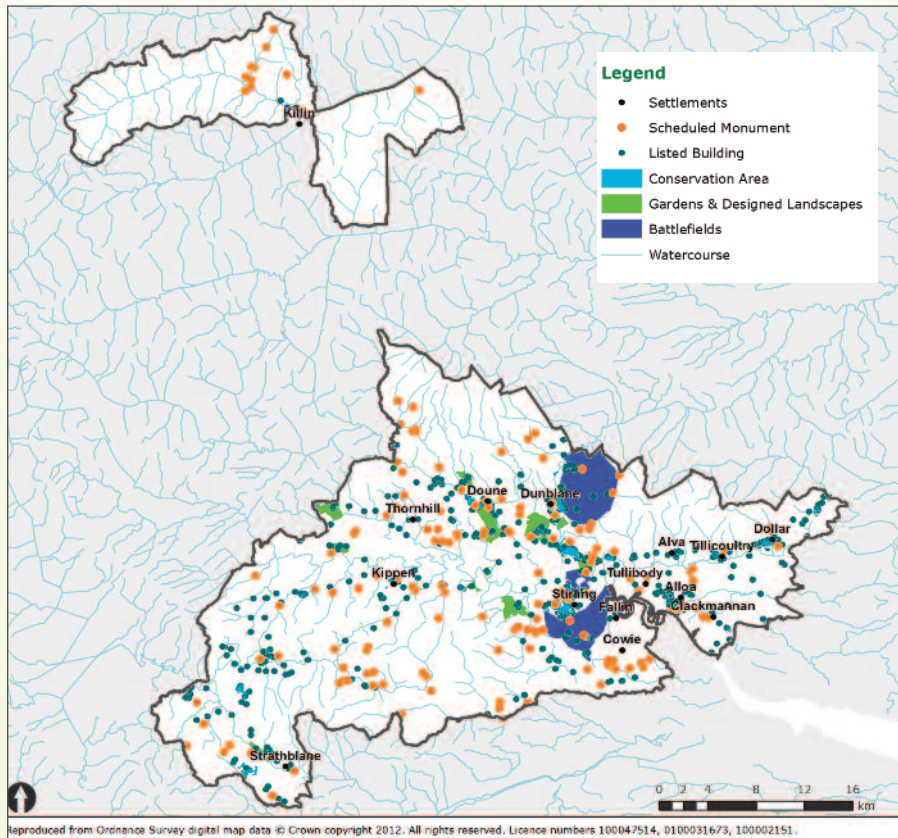 Killin
Legend
Settlements
Scheduled Monument
Listed Building
Conservation Area
Gardens & Designed Landscapes
Battlefields
Watercourse
Doune
Dunblane
Thornhill
Dollar
Alva
Tillicoultry
Kippen
Tullibody
Stirling
Alloa
Fallin
Clackmannan
Cowie
Strathblane
0 2 4 8 12 16
km
Reproduced from Ordnance Survey digital map data © Crown copyright 2012. All rights reserved. Licence numbers 100047514, 0100031673, 100002151.